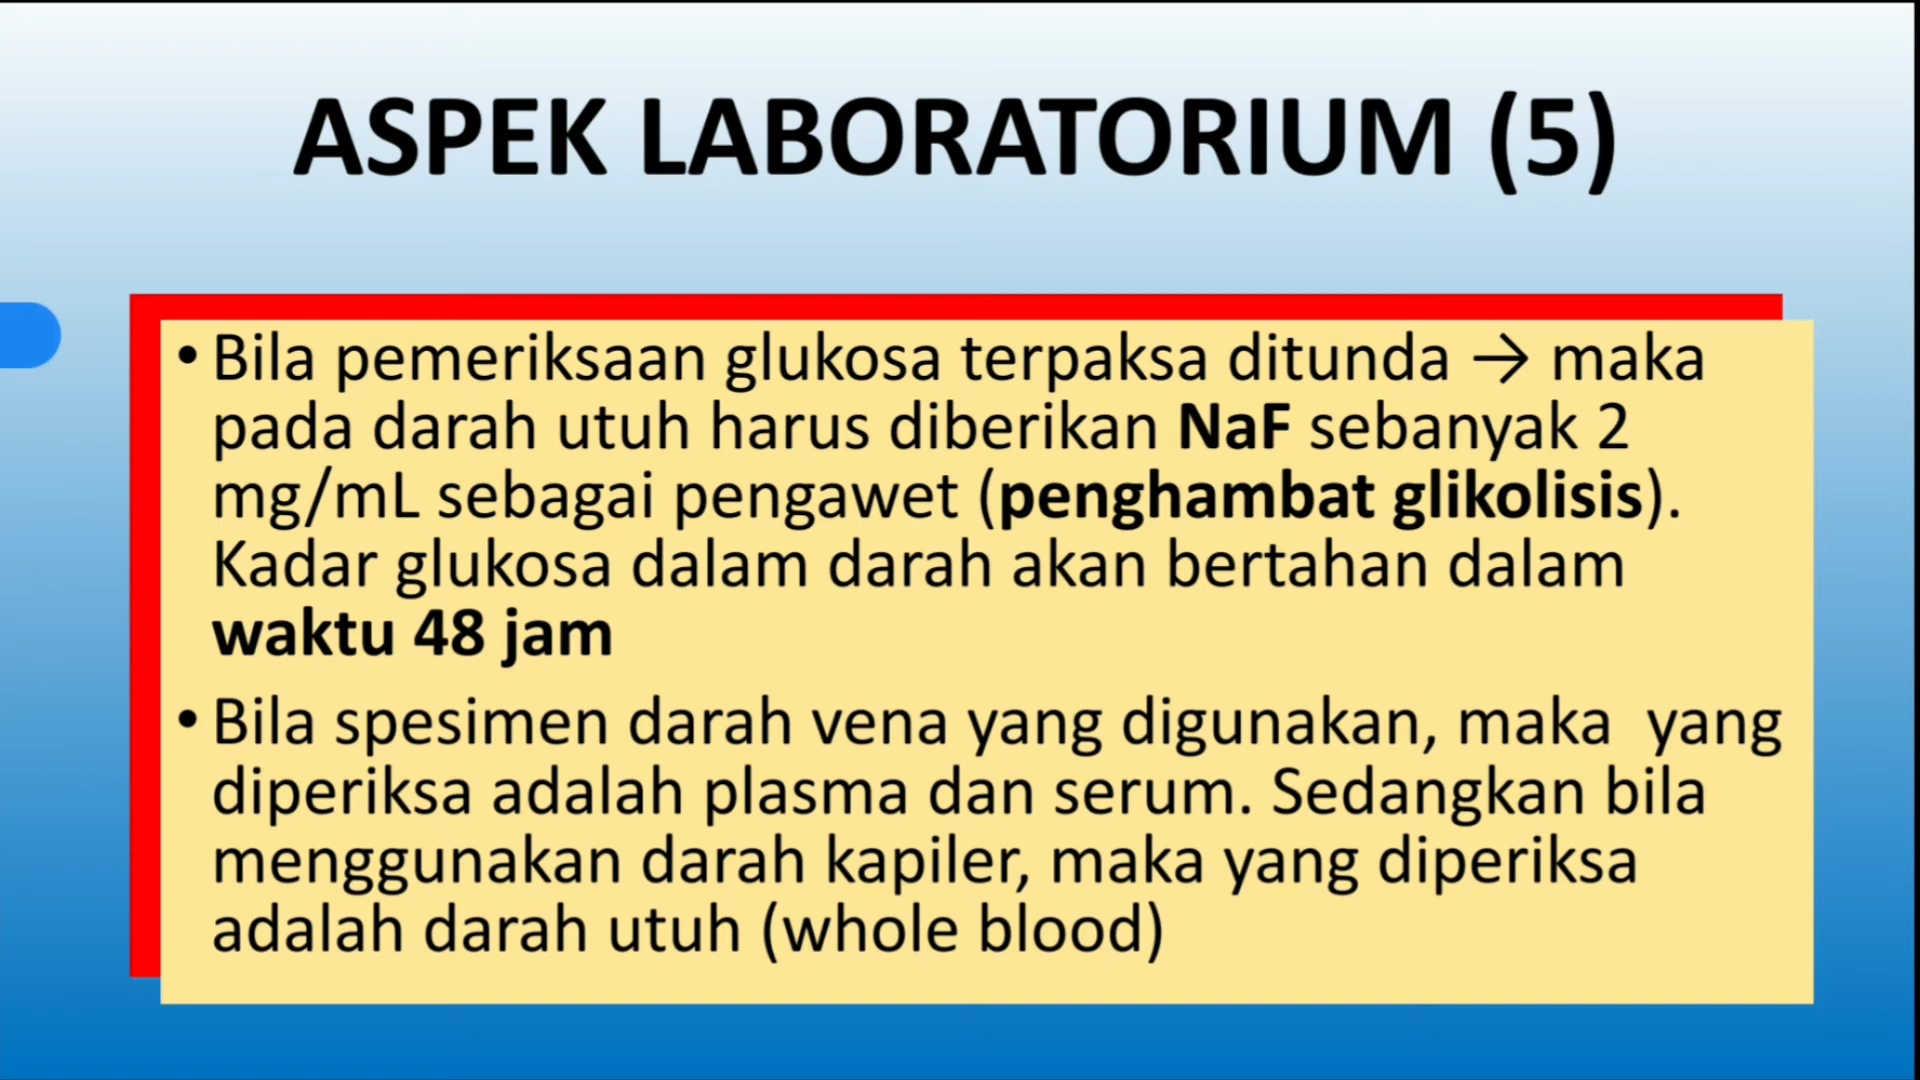 ASPEK LABORATORIUM (5)
• Bila pemeriksaan glukosa terpaksa ditunda → maka
pada darah utuh harus diberikan NaF sebanyak 2
mg/mL sebagai pengawet (penghambat glikolisis).
Kadar glukosa dalam darah akan bertahan dalam
waktu 48 jam
• Bila spesimen darah vena yang digunakan, maka  yang
diperiksa adalah plasma dan serum. Sedangkan bila
menggunakan darah kapiler, maka yang diperiksa
adalah darah utuh (whole blood)